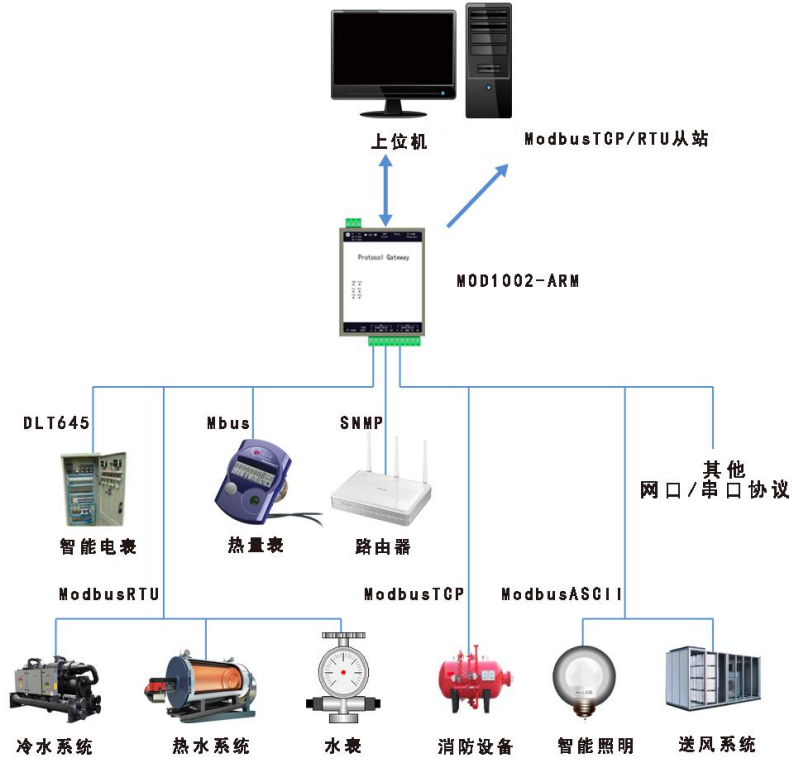 上位机
ModbusTCP/RTU从站
Protocol Gateway
MOD1002-ARM
DLT645
Mbus
SNMP
其他
网口/串口协议
智能电表
热量表
路由器
ModbusRTU
ModbusTCP
ModbusASCII
冷水系统
热水系统
水表
消防设备
智能照明
送风系统